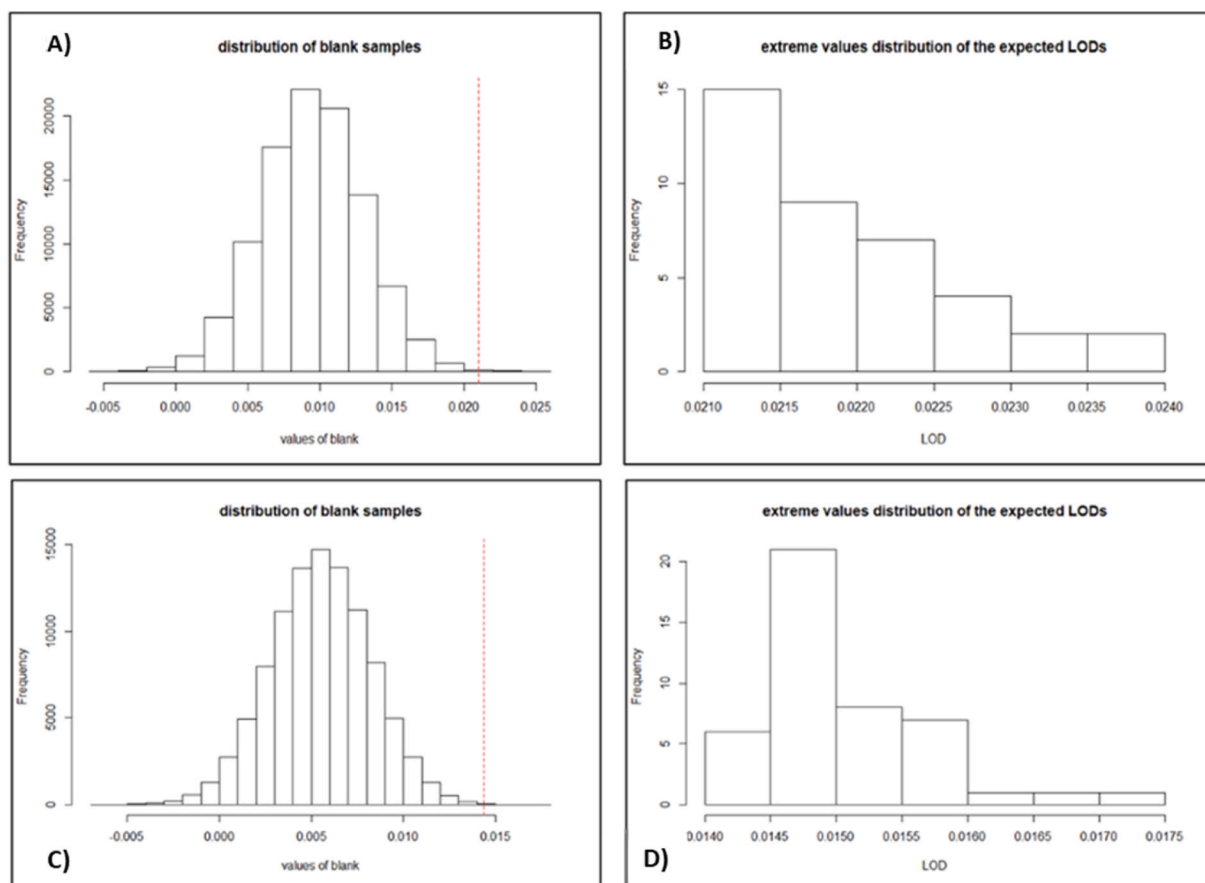 A)
distribution of blank samples
Frequency
0 5000 10000 15000 20000
-0.005 0.000 0.005 0.010 0.015 0.020 0.025
values of blank
B)
extreme values distribution of the expected LODs
Frequency
0 5 10 15
0.0210 0.0215 0.0220 0.0225 0.0230 0.0235 0.0240
LOD
distribution of blank samples
Frequency
0 5000 10000 15000
-0.005 0.000 0.005 0.010 0.015
values of blank
C)
extreme values distribution of the expected LODs
Frequency
0 5 10 15 20
0.0140 0.0145 0.0150 0.0155 0.0160 0.0165 0.0170 0.0175
LOD
D)